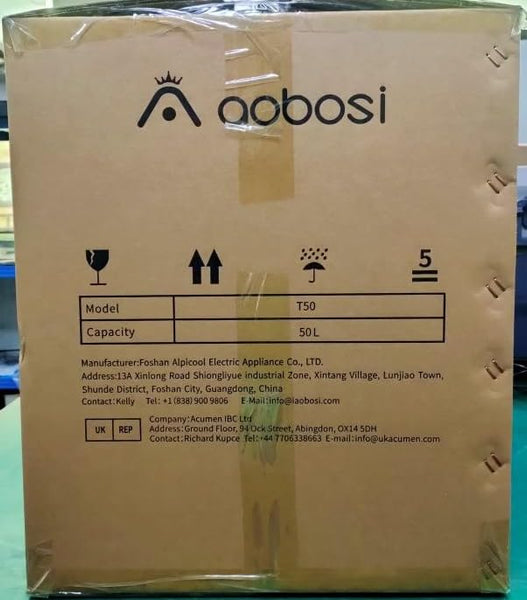 aobosi
5
Model T50
Capacity 50L
Manufacturer:Foshan Alpicool Electric Appliance Co., LTD.
Address:13A Xinlong Road Shiongliyue industrial Zone, Xintang Village, Lunjiao Town,
Shunde District, Foshan City, Guangdong, China
Contact:Kelly Tel: +1 (838) 900 9806 E-Mail:info@iaobosi.com
UK REP
Company:Acumen IBC Ltd
Address:Ground Floor, 94 Ock Street, Abingdon, OX14 5DH
Contact:Richard Kupce Tel:+44 7706338663 E-mail:info@ukacumen.com